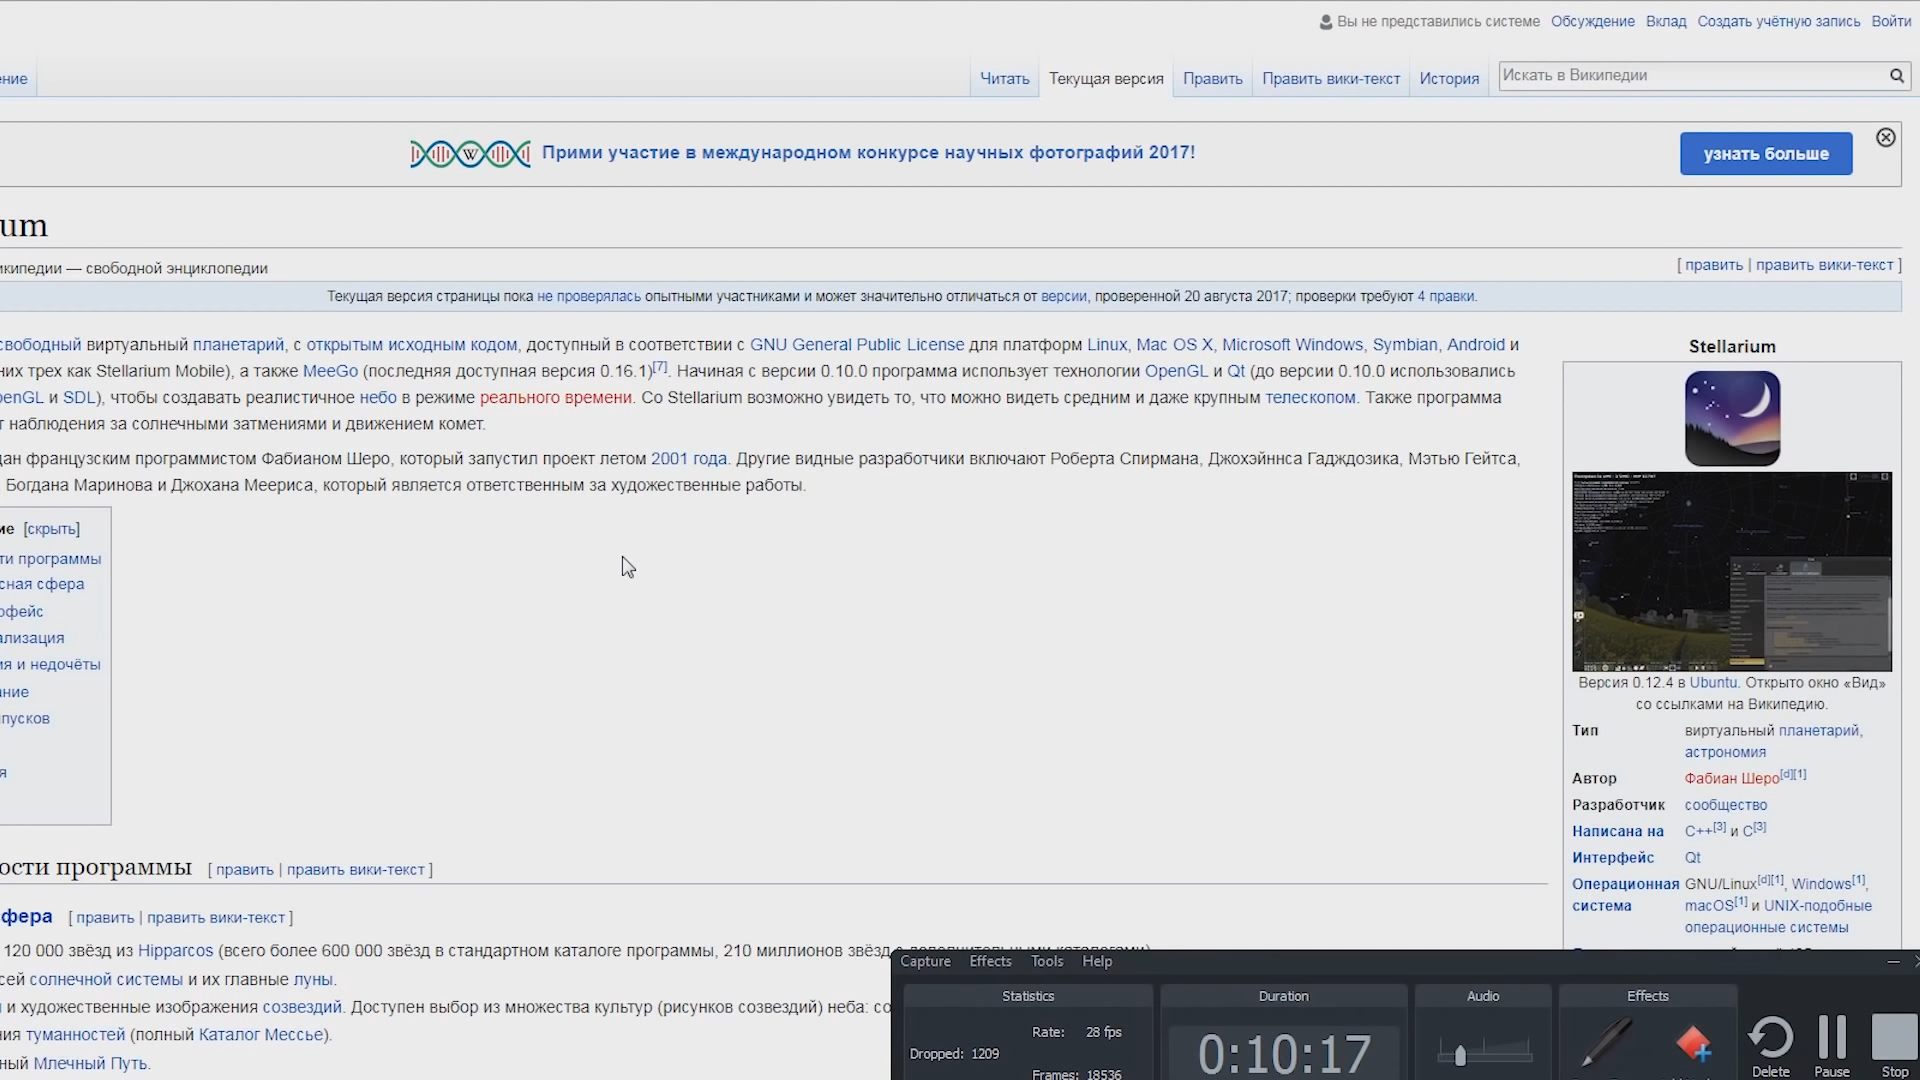 Вы не представились системе Обсуждение Вклад Создать учётную запись Войти
ение Читать Текущая версия Править Править вики-текст История Искать в Википедии
W Прими участие в международном конкурсе научных фотографий 2017! узнать больше
um
икипедии — свободной энциклопедии [ править | править вики-текст ]
Текущая версия страницы пока не проверялась опытными участниками и может значительно отличаться от версии, проверенной 20 августа 2017; проверки требуют 4 правки.
свободный виртуальный планетарий, с открытым исходным кодом, доступный в соответствии с GNU General Public License для платформ Linux, Mac OS X, Microsoft Windows, Symbian, Android и
них трех как Stellarium Mobile), а также MeeGo (последняя доступная версия 0.16.1)[7]. Начиная с версии 0.10.0 программа использует технологии OpenGL и Qt (до версии 0.10.0 использовались
penGL и SDL), чтобы создавать реалистичное небо в режиме реального времени. Со Stellarium возможно увидеть то, что можно видеть средним и даже крупным телескопом. Также программа
т наблюдения за солнечными затмениями и движением комет.
дан французским программистом Фабианом Шеро, который запустил проект летом 2001 года. Другие видные разработчики включают Роберта Спирмана, Джохэйннса Гадждозика, Мэтью Гейтса,
Богдана Маринова и Джохана Меериса, который является ответственным за художественные работы.
ие [скрыть]
ти программы
сная сфера
рфейс
ализация
ия и недочёты
ание
пусков
я
Stellarium
Версия 0.12.4 в Ubuntu. Открыто окно «Вид»
со ссылками на Википедию.
Тип виртуальный планетарий,
астрономия
Автор Фабиан Шеро[d][1]
Разработчик сообщество
Написана на C++[3] и C[3]
Интерфейс Qt
Операционная GNU/Linux[d][1], Windows[1],
система macOS[1] и UNIX-подобные
операционные системы
ости программы [ править | править вики-текст ]
фера [ править | править вики-текст ]
120 000 звёзд из Hipparcos (всего более 600 000 звёзд в стандартном каталоге программы, 210 миллионов звёзд с дополнительными каталогами)
сей солнечной системы и их главные луны.
и художественные изображения созвездий. Доступен выбор из множества культур (рисунков созвездий) неба: со
ния туманностей (полный Каталог Мессье).
ный Млечный Путь.
Capture Effects Tools Help
Statistics Duration Audio Effects
Rate: 28 fps
Dropped: 1209
Frames: 18536
0:10:17
Delete Pause Stop